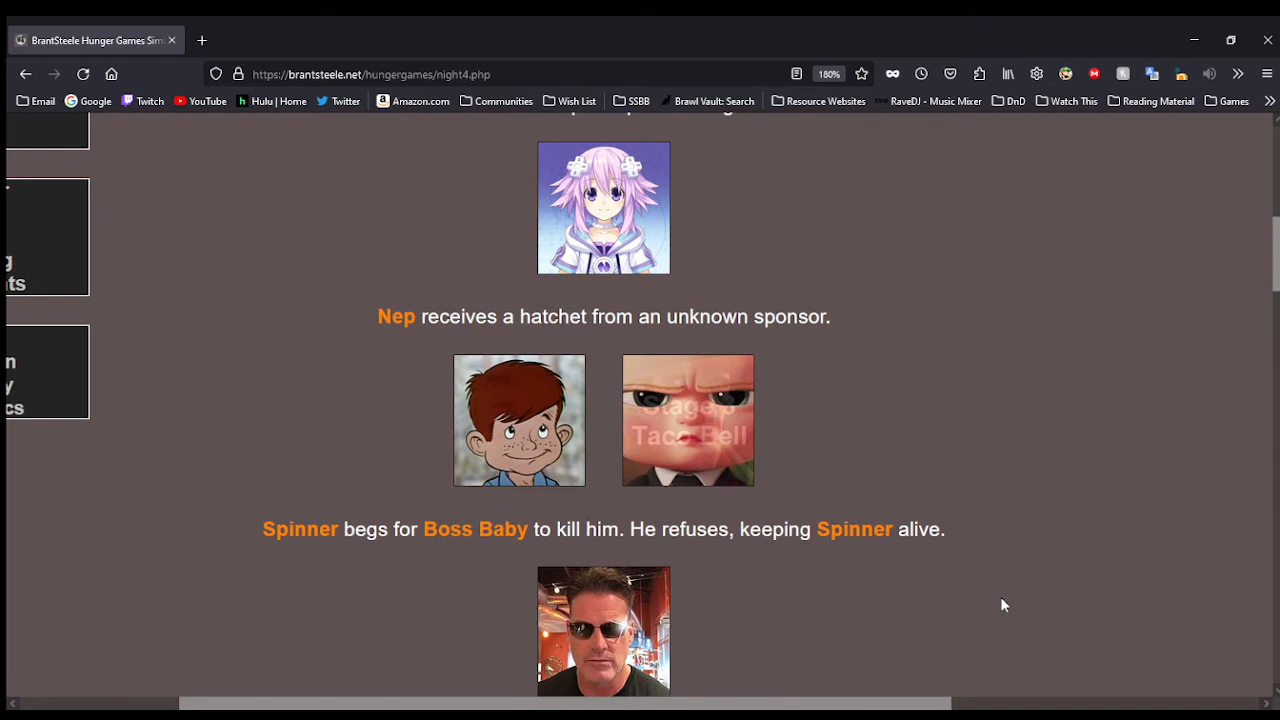 BrantSteele Hunger Games Sim
https://brantsteele.net/hungergames/night4.php
180%
Email Google Twitch YouTube Hulu | Home Twitter Amazon.com Communities Wish List SSBB Brawl Vault: Search Resource Websites RaveDJ - Music Mixer DnD Watch This Reading Material Games
g
ts
Nep receives a hatchet from an unknown sponsor.
n
y
cs
Taco Bell
Spinner begs for Boss Baby to kill him. He refuses, keeping Spinner alive.